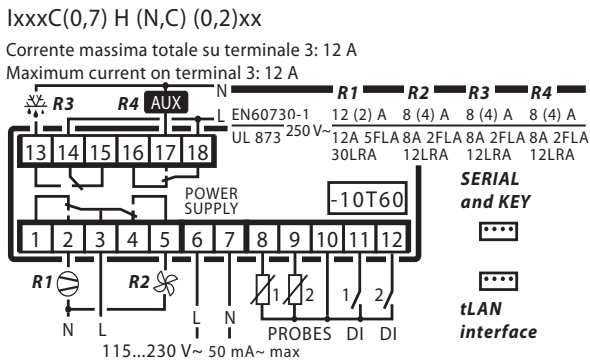 IxxxC(0,7) H (N,C) (0,2)xx
Corrente massima totale su terminale 3: 12 A
Maximum current on terminal 3: 12 A
N R1 R2 R3 R4
R3 R4 AUX
L EN60730-1 250 V~ 12 (2) A 8 (4) A 8 (4) A 8 (4) A
UL 873 12A 5FLA 8A 2FLA 8A 2FLA 8A 2FLA
30LRA 12LRA 12LRA 12LRA
13 14 15 16 17 18
SERIAL
and KEY
POWER
SUPPLY
-10T60
1 2 3 4 5 6 7 8 9 10 11 12
R1 R2 1 2 1 2
N L L N PROBES DI DI
tLAN
interface
115...230 V~ 50 mA~ max